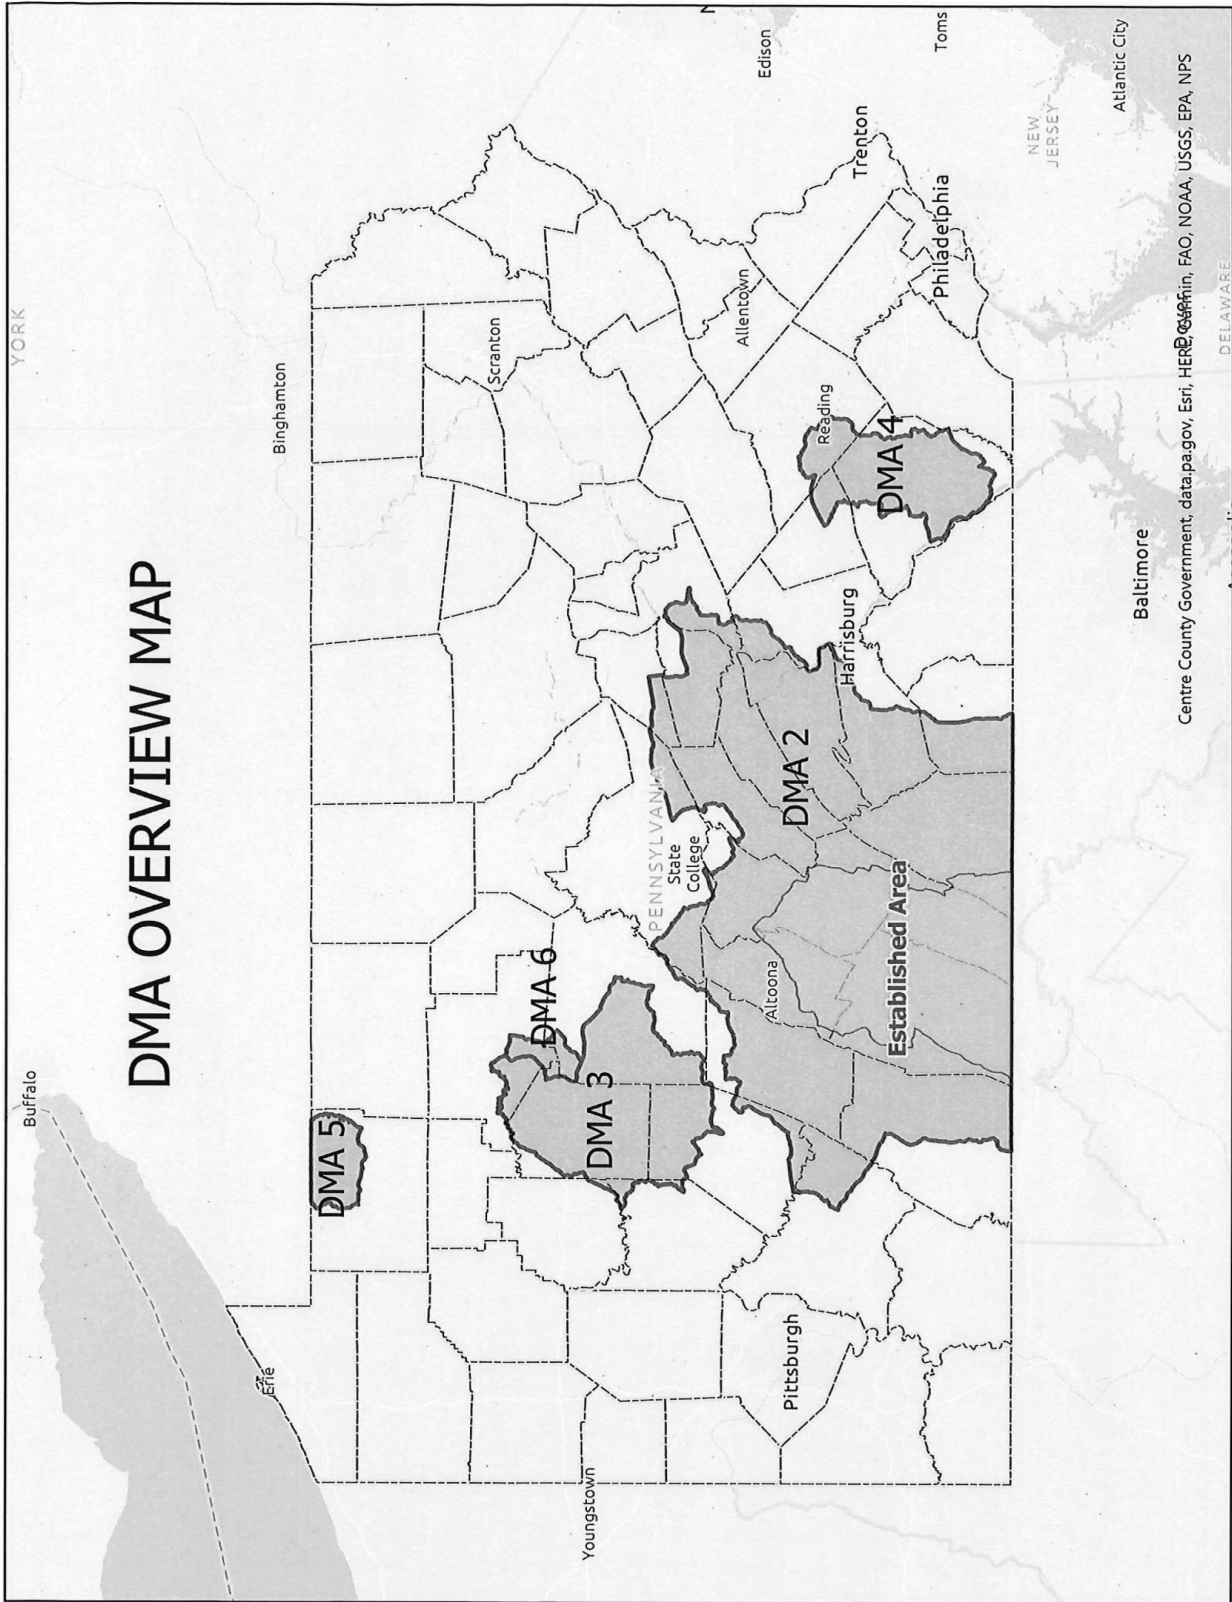 DMA OVERVIEW MAP
YORK
Buffalo
Binghamton
Erie
DMA 5
Scranton
Youngstown
DMA 6
DMA 3
PENNSYLVANIA
State
College
Allentown
Edison
Altoona
DMA 2
Reading
Pittsburgh
Harrisburg
Trenton
Established Area
DMA 4
Philadelphia
Toms
NEW
JERSEY
Baltimore
Atlantic City
Dover
Centre County Government, data.pa.gov, Esri, HERE, Garmin, FAO, NOAA, USGS, EPA, NPS
DELAWARE